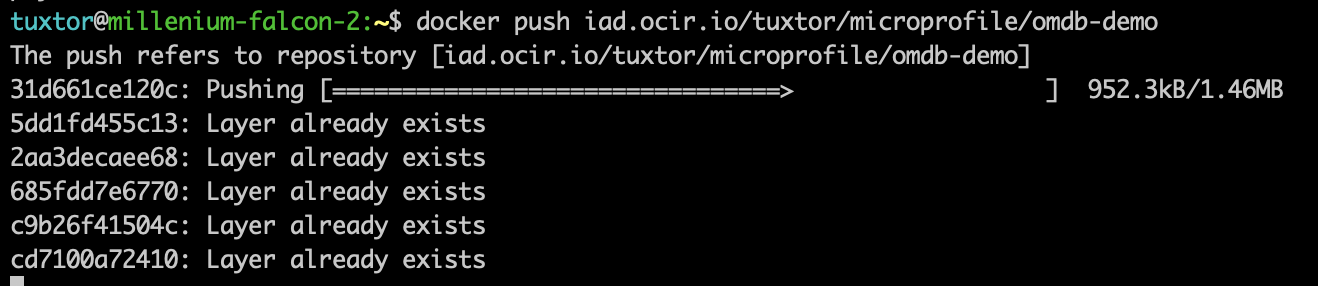 tuxtor@millenium-falcon-2:~$ docker push iad.ocir.io/tuxtor/microprofile/omdb-demo
The push refers to repository [iad.ocir.io/tuxtor/microprofile/omdb-demo]
31d661ce120c: Pushing [================================>                  ]  952.3kB/1.46MB
5dd1fd455c13: Layer already exists
2aa3decaee68: Layer already exists
685fdd7e6770: Layer already exists
c9b26f41504c: Layer already exists
cd7100a72410: Layer already exists